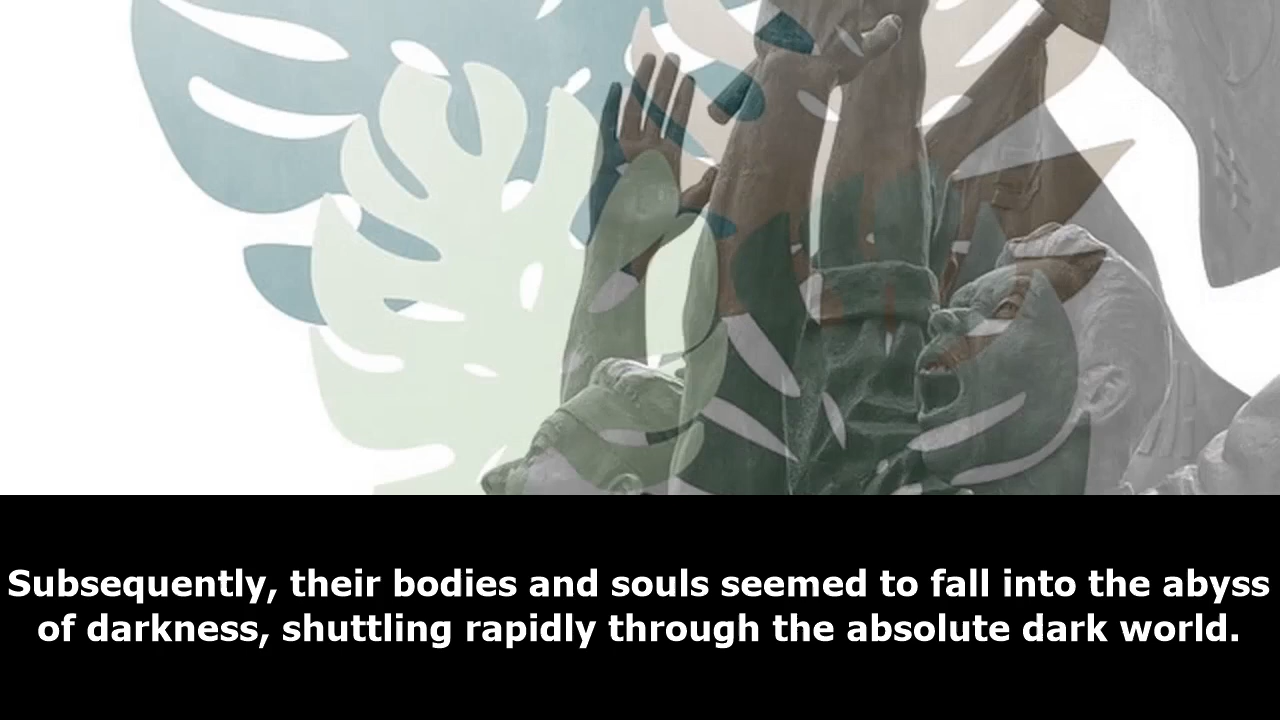 Subsequently, their bodies and souls seemed to fall into the abyss
of darkness, shuttling rapidly through the absolute dark world.